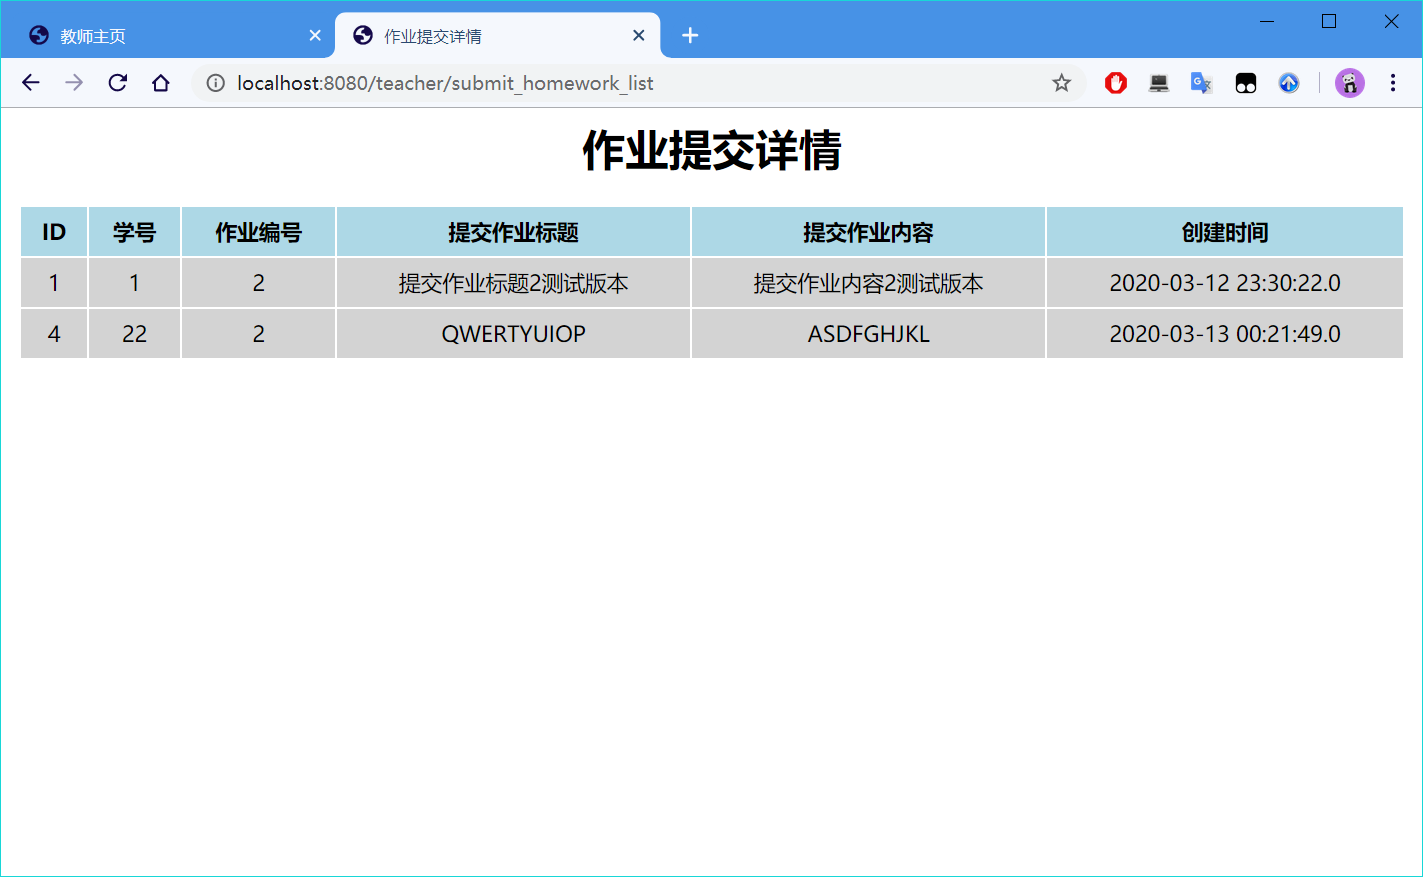 教师主页
作业提交详情
localhost:8080/teacher/submit_homework_list
作业提交详情
ID 学号 作业编号 提交作业标题 提交作业内容 创建时间
1 1 2 提交作业标题2测试版本 提交作业内容2测试版本 2020-03-12 23:30:22.0
4 22 2 QWERTYUIOP ASDFGHJKL 2020-03-13 00:21:49.0